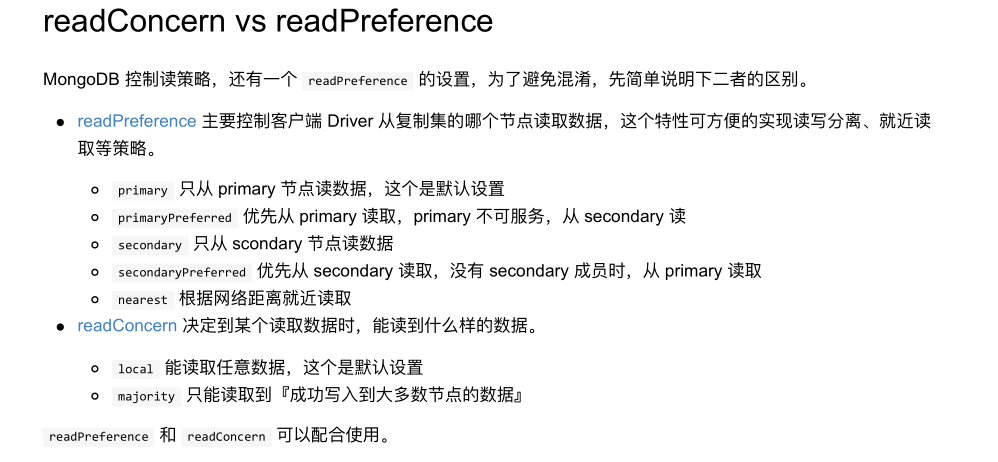 readConcern vs readPreference
MongoDB 控制读策略，还有一个 readPreference 的设置，为了避免混淆，先简单说明下二者的区别。
readPreference 主要控制客户端 Driver 从复制集的哪个节点读取数据，这个特性可方便的实现读写分离、就近读
取等策略。
primary 只从 primary 节点读数据，这个是默认设置
primaryPreferred 优先从 primary 读取，primary 不可服务，从 secondary 读
secondary 只从 scondary 节点读数据
secondaryPreferred 优先从 secondary 读取，没有 secondary 成员时，从 primary 读取
nearest 根据网络距离就近读取
readConcern 决定到某个读取数据时，能读到什么样的数据。
local 能读取任意数据，这个是默认设置
majority 只能读取到『成功写入到大多数节点的数据』
readPreference 和 readConcern 可以配合使用。